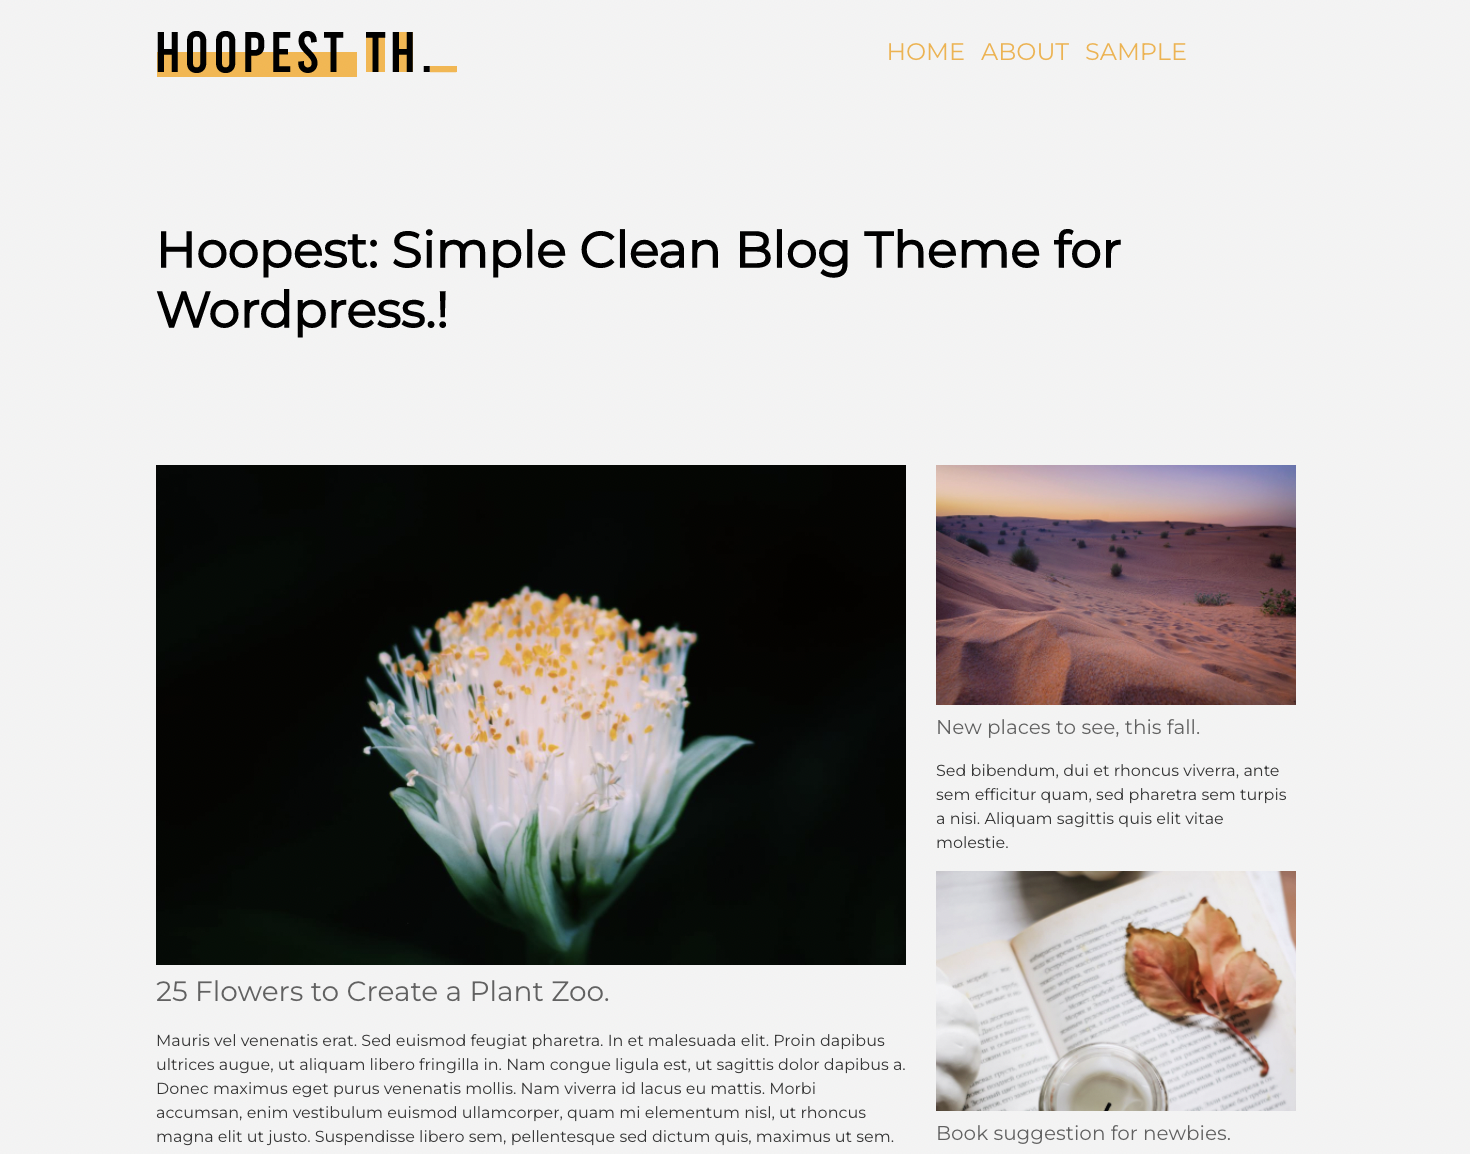 HOOPEST TH.
HOME ABOUT SAMPLE
Hoopest: Simple Clean Blog Theme for
Wordpress.!
25 Flowers to Create a Plant Zoo.
Mauris vel venenatis erat. Sed euismod feugiat pharetra. In et malesuada elit. Proin dapibus
ultrices augue, ut aliquam libero fringilla in. Nam congue ligula est, ut sagittis dolor dapibus a.
Donec maximus eget purus venenatis mollis. Nam viverra id lacus eu mattis. Morbi
accumsan, enim vestibulum euismod ullamcorper, quam mi elementum nisl, ut rhoncus
magna elit ut justo. Suspendisse libero sem, pellentesque sed dictum quis, maximus ut sem.
New places to see, this fall.
Sed bibendum, dui et rhoncus viverra, ante
sem efficitur quam, sed pharetra sem turpis
a nisi. Aliquam sagittis quis elit vitae
molestie.
Book suggestion for newbies.